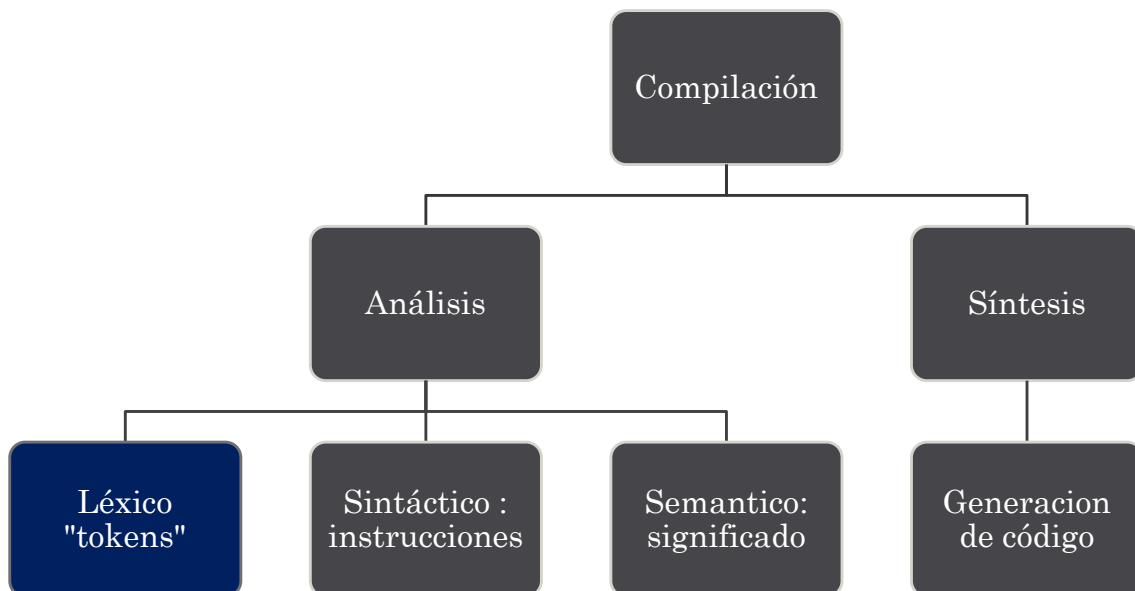 Compilación
Análisis
Síntesis
Léxico
"tokens"
Sintáctico :
instrucciones
Semantico:
significado
Generacion
de código